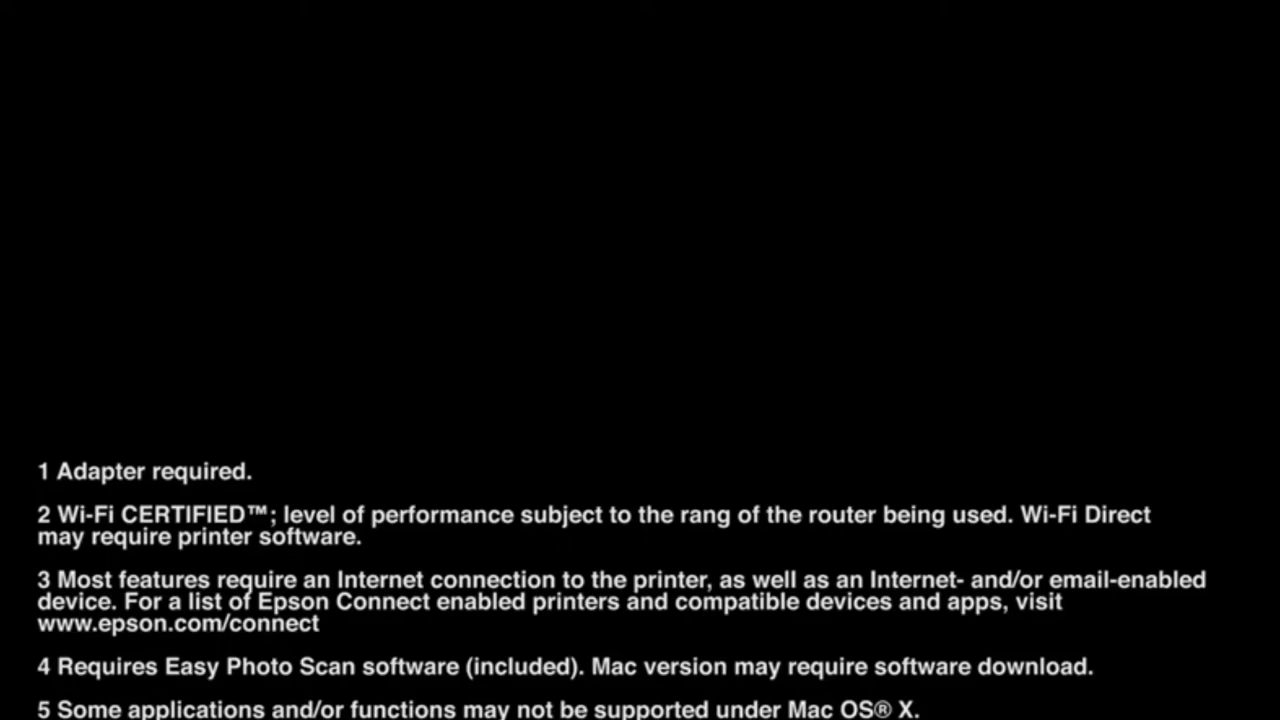 1 Adapter required.
2 Wi-Fi CERTIFIED™; level of performance subject to the rang of the router being used. Wi-Fi Direct
may require printer software.
3 Most features require an Internet connection to the printer, as well as an Internet- and/or email-enabled
device. For a list of Epson Connect enabled printers and compatible devices and apps, visit
www.epson.com/connect
4 Requires Easy Photo Scan software (included). Mac version may require software download.
5 Some applications and/or functions may not be supported under Mac OS® X.